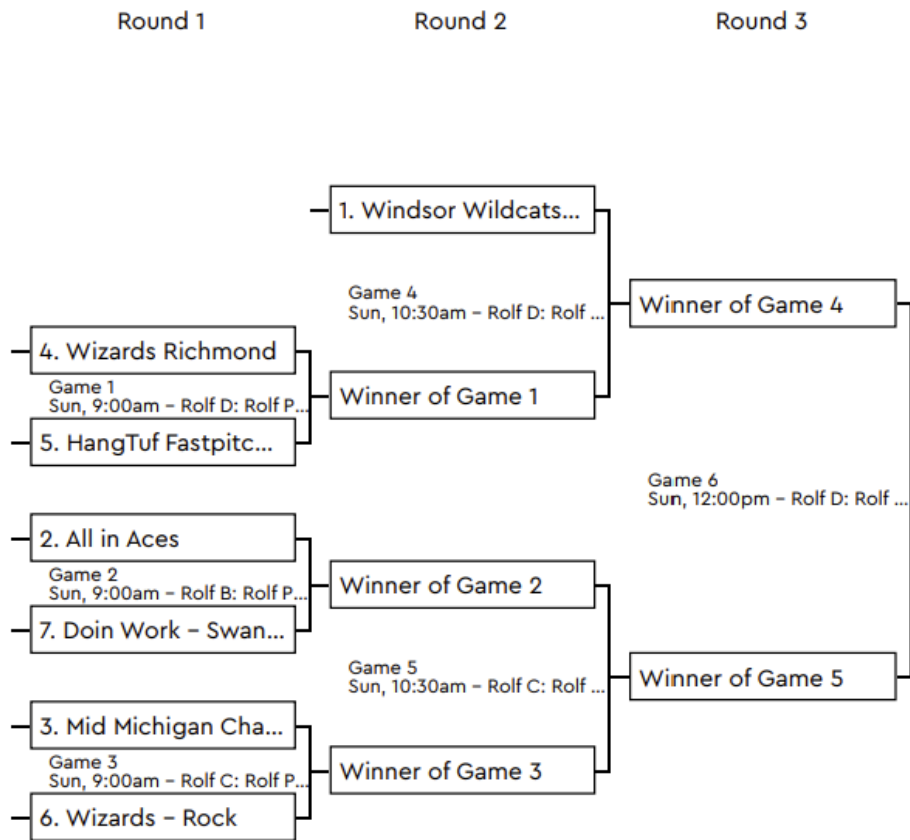 Round 1
Round 2
Round 3
1. Windsor Wildcats...
Game 4
Sun, 10:30am – Rolf D: Rolf ...
Winner of Game 4
4. Wizards Richmond
Game 1
Sun, 9:00am – Rolf D: Rolf P...
Winner of Game 1
5. HangTuf Fastpitc...
Game 6
Sun, 12:00pm – Rolf D: Rolf ...
2. All in Aces
Game 2
Sun, 9:00am – Rolf B: Rolf P...
Winner of Game 2
7. Doin Work – Swan...
Game 5
Sun, 10:30am – Rolf C: Rolf ...
Winner of Game 5
3. Mid Michigan Cha...
Game 3
Sun, 9:00am – Rolf C: Rolf P...
Winner of Game 3
6. Wizards – Rock